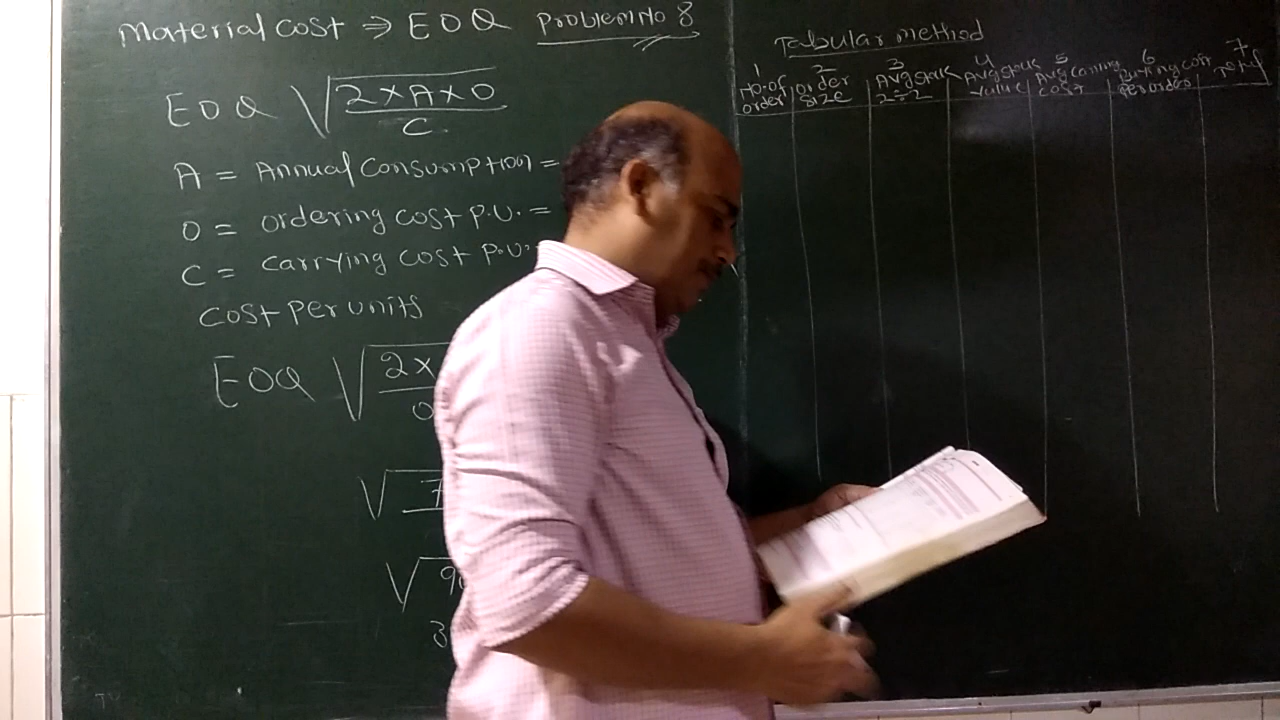 Material cost ⇒ EOQ Problem No 8
EOQ √ 2 × A × O
C
A = Annual Consumption =
O = ordering cost p.u. =
C = carrying cost p.u.
Cost per units
EOQ √ 2 ×
√
√ 9
3
Tabular method
1 2 3 4 5 6 7
No. of order size Avg stock Avg stock Avg carrying cost
order 2÷2 value cost per order